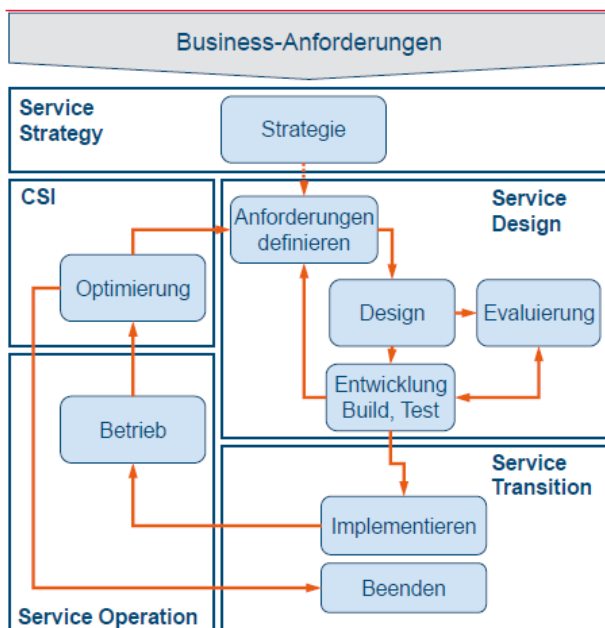 Business-Anforderungen
Service
Strategy
Strategie
CSI
Service
Design
Anforderungen
definieren
Optimierung
Design
Evaluierung
Entwicklung
Build, Test
Betrieb
Service
Transition
Implementieren
Beenden
Service Operation